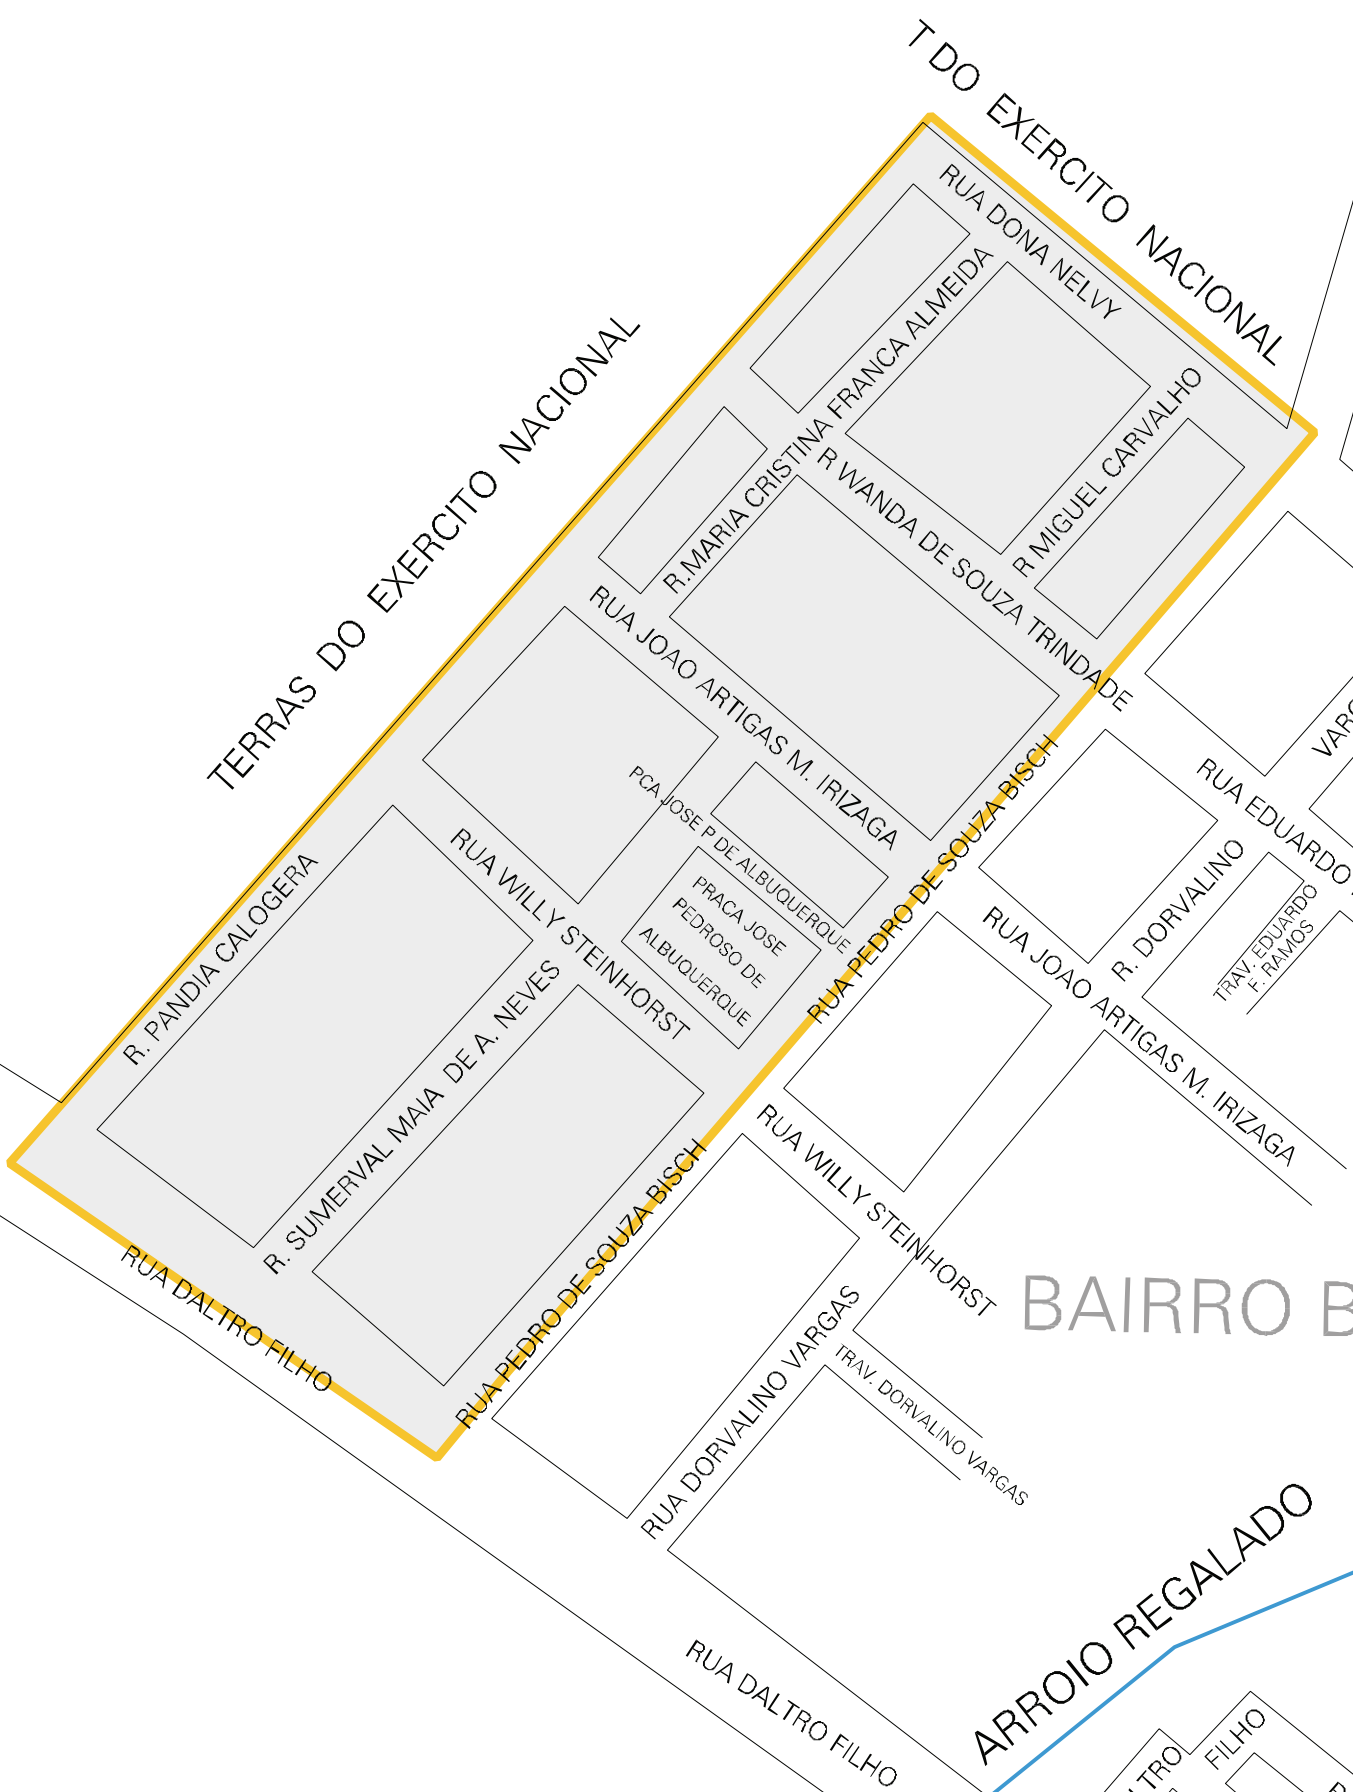 T DO EXERCITO NACIONAL
RUA DONA NELVY
R.MARIA CRISTINA FRANCA ALMEIDA
R MIGUEL CARVALHO
R WANDA DE SOUZA TRINDADE
TERRAS DO EXERCITO NACIONAL
RUA JOAO ARTIGAS M. IRIZAGA
PCA JOSE P DE ALBUQUERQUE
PRACA JOSE
PEDROSO DE
ALBUQUERQUE
RUA PEDRO DE SOUZA BISCH
RUA WILLY STEINHORST
R. PANDIA CALOGERA
R. SUMERVAL MAIA DE A. NEVES
RUA PEDRO DE SOUZA BISCH
RUA DALTRO FILHO
RUA EDUARDO
R. DORVALINO
TRAV. EDUARDO
F. RAMOS
RUA JOAO ARTIGAS M. IRIZAGA
RUA WILLY STEINHORST
BAIRRO B
RUA DORVALINO VARGAS
TRAV. DORVALINO VARGAS
ARROIO REGALADO
RUA DALTRO FILHO
FILHO